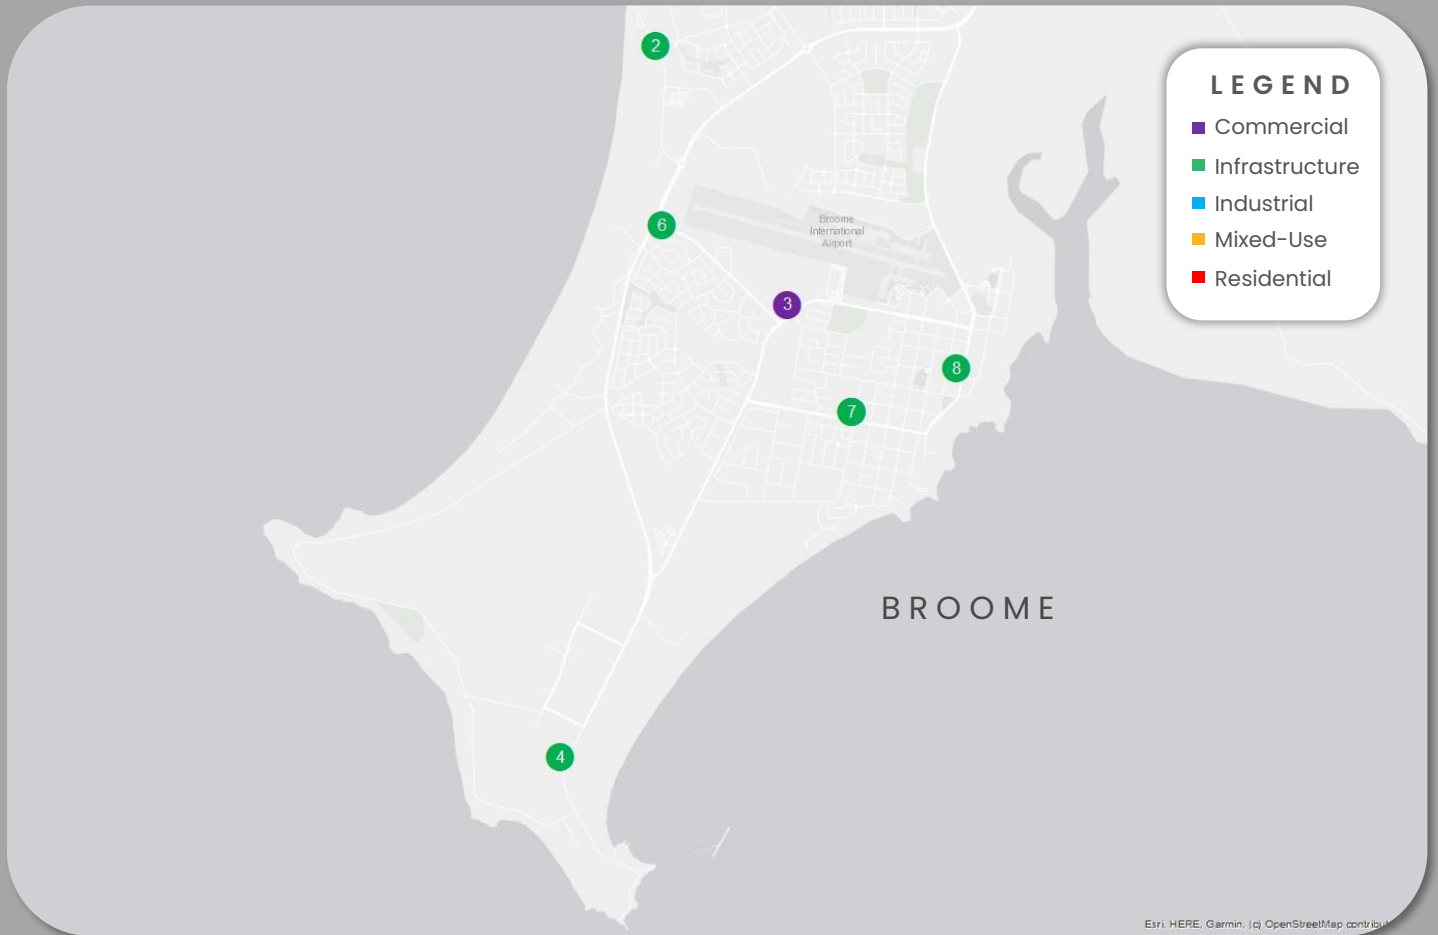 2
LEGEND
Commercial
Infrastructure
Industrial
Mixed-Use
Residential
6
Broome
International
Airport
3
8
7
BROOME
4
Esri, HERE, Garmin, (c) OpenStreetMap contribut